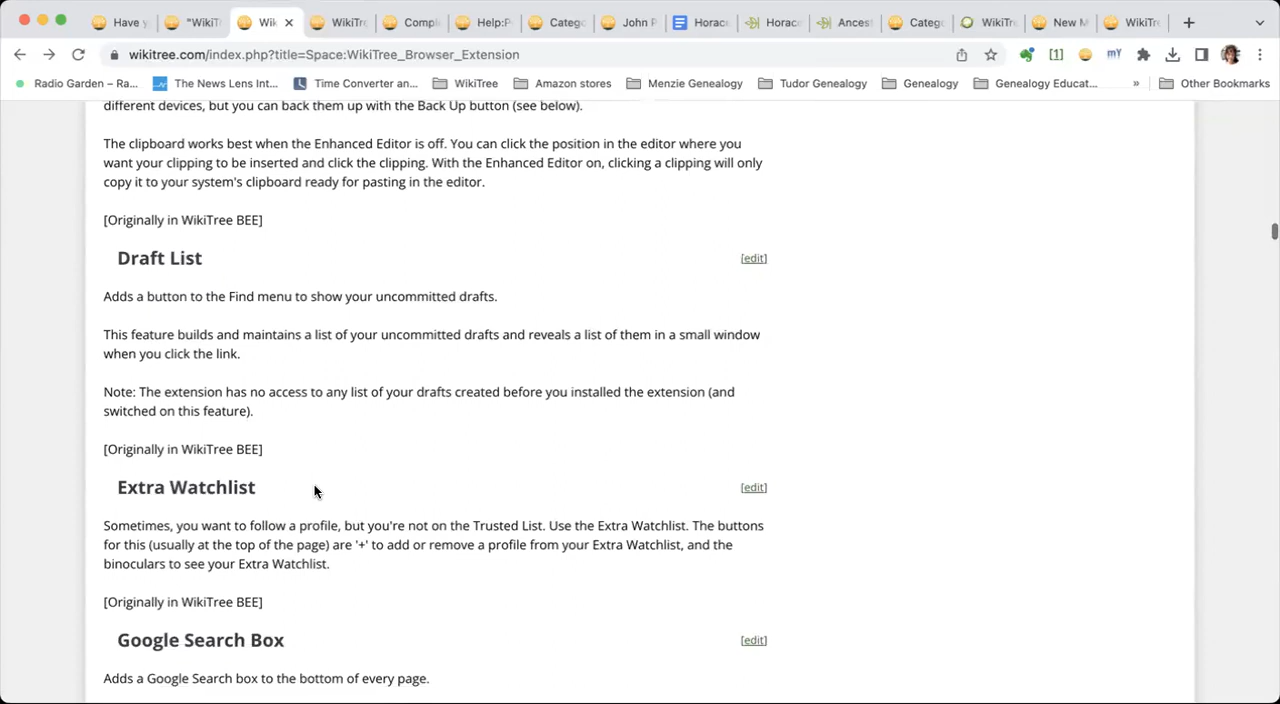 Have y
"WikiT
Wik
WikiTr
Compl
Help:P
Catego
John P
Horac
Horac
Ances
Catego
WikiTr
New M
WikiTr
wikitree.com/index.php?title=Space:WikiTree_Browser_Extension
[1]
mY
Radio Garden – Ra...
The News Lens Int...
Time Converter an...
WikiTree
Amazon stores
Menzie Genealogy
Tudor Genealogy
Genealogy
Genealogy Educat...
»
Other Bookmarks
different devices, but you can back them up with the Back Up button (see below).
The clipboard works best when the Enhanced Editor is off. You can click the position in the editor where you
want your clipping to be inserted and click the clipping. With the Enhanced Editor on, clicking a clipping will only
copy it to your system's clipboard ready for pasting in the editor.
[Originally in WikiTree BEE]
Draft List [edit]
Adds a button to the Find menu to show your uncommitted drafts.
This feature builds and maintains a list of your uncommitted drafts and reveals a list of them in a small window
when you click the link.
Note: The extension has no access to any list of your drafts created before you installed the extension (and
switched on this feature).
[Originally in WikiTree BEE]
Extra Watchlist [edit]
Sometimes, you want to follow a profile, but you're not on the Trusted List. Use the Extra Watchlist. The buttons
for this (usually at the top of the page) are '+' to add or remove a profile from your Extra Watchlist, and the
binoculars to see your Extra Watchlist.
[Originally in WikiTree BEE]
Google Search Box [edit]
Adds a Google Search box to the bottom of every page.